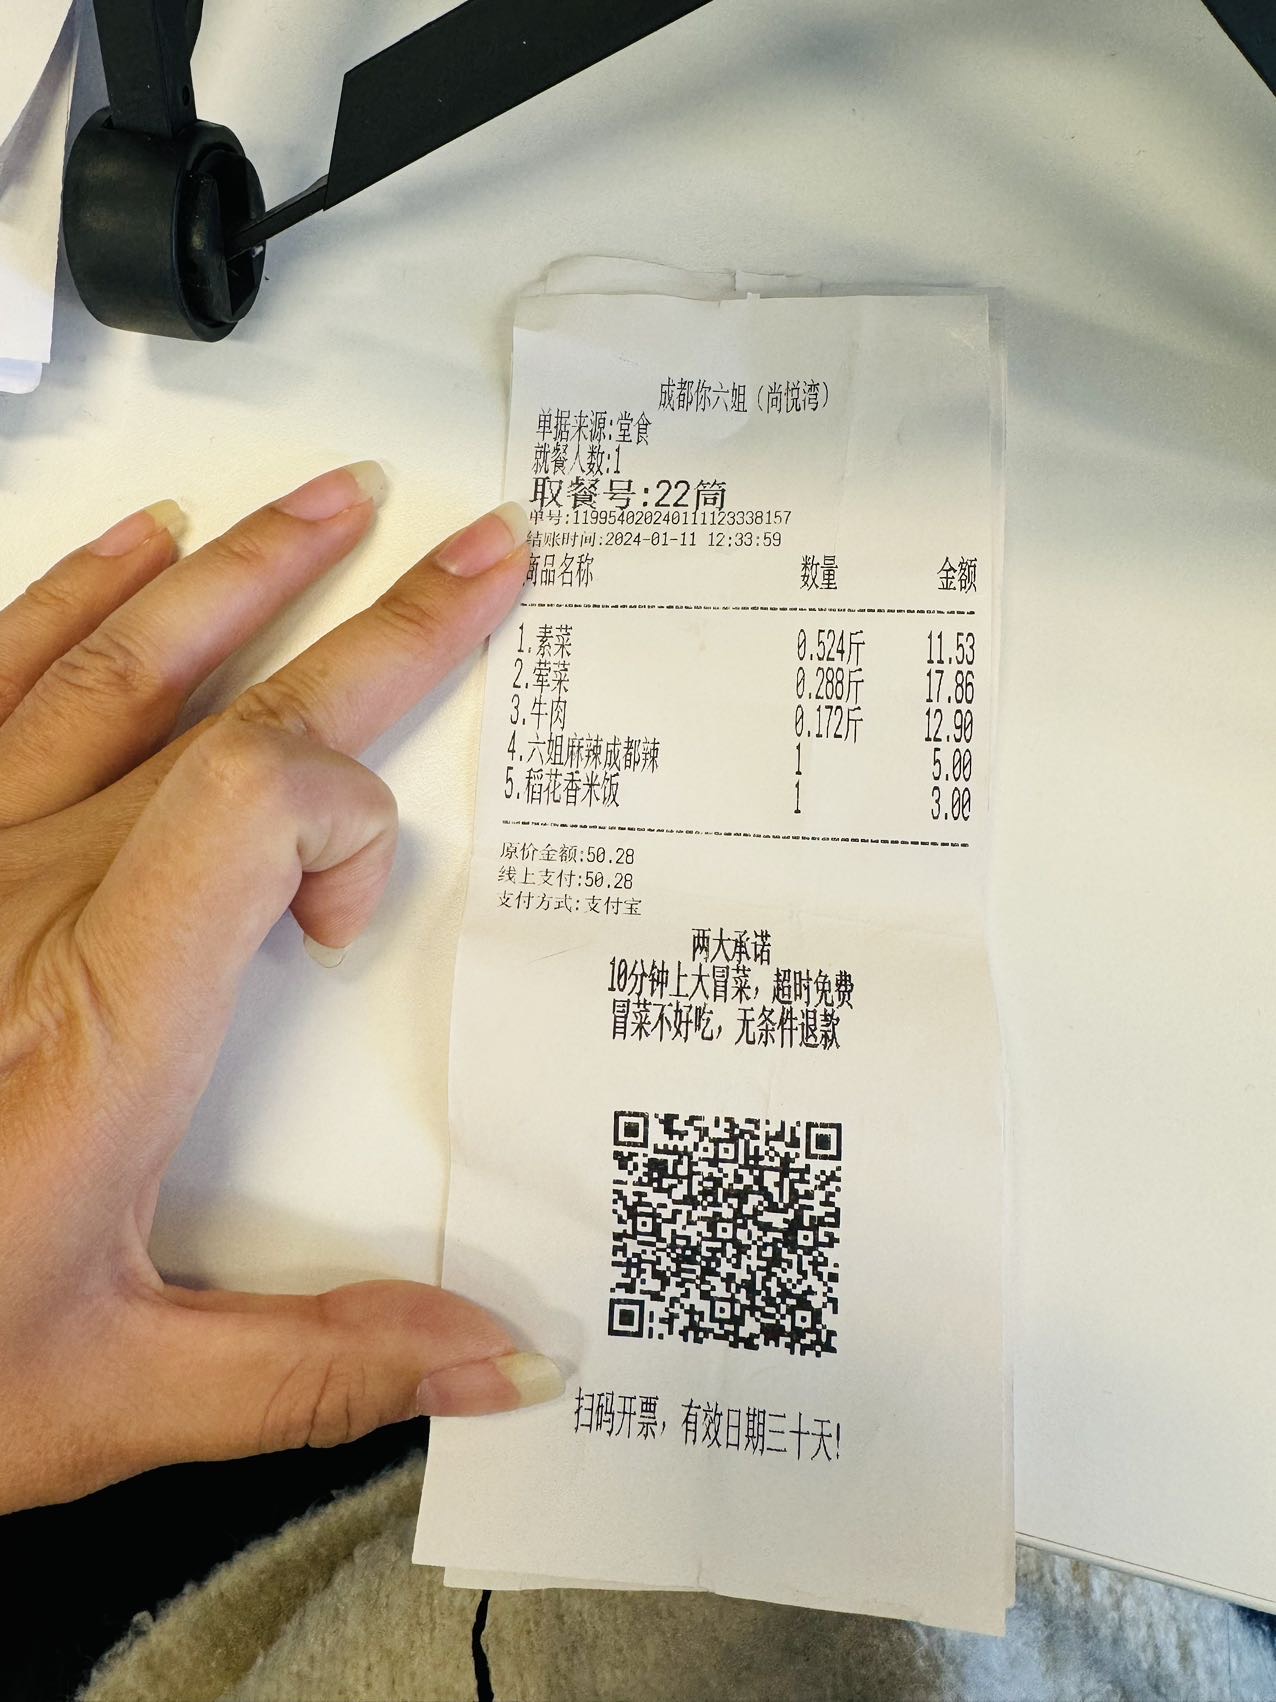 成都你六姐（尚悦湾）
单据来源:堂食
就餐人数:1
取餐号:22筒
单号:119954020240111123338157
结账时间:2024-01-11 12:33:59
商品名称 数量 金额
1.素菜 0.524斤 11.53
2.荤菜 0.288斤 17.86
3.牛肉 0.172斤 12.90
4.六姐麻辣成都辣 1 5.00
5.稻花香米饭 1 3.00
原价金额:50.28
线上支付:50.28
支付方式:支付宝
两大承诺
10分钟上大冒菜，超时免费
冒菜不好吃，无条件退款
扫码开票，有效日期三十天!